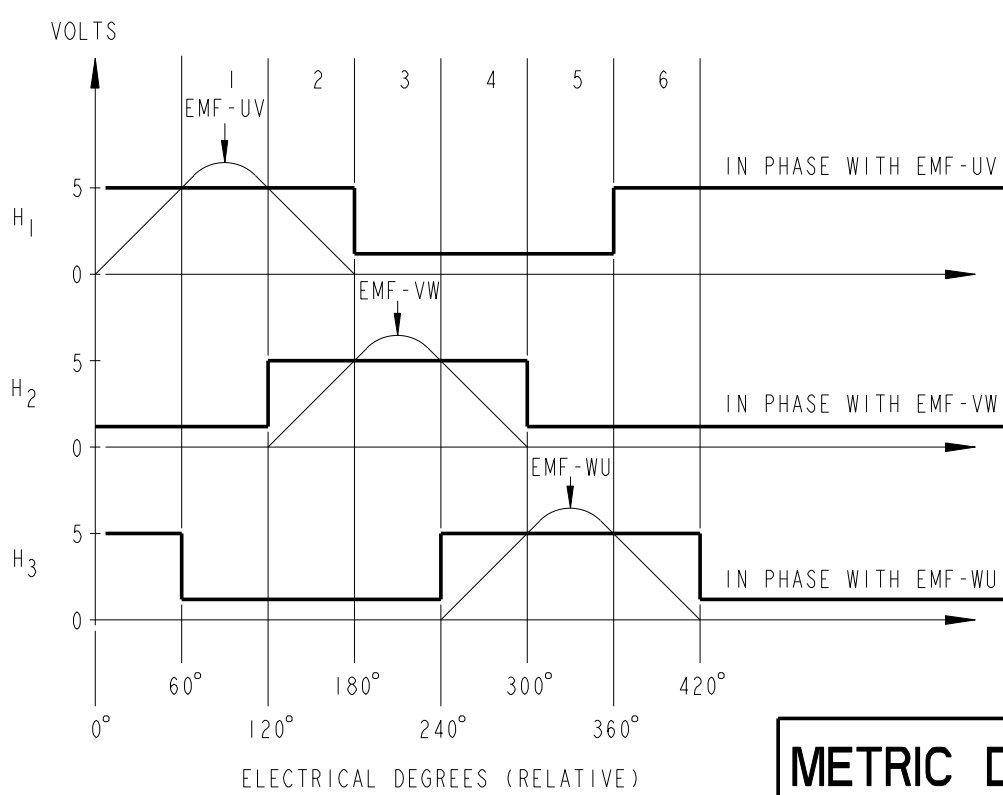 VOLTS
1 2 3 4 5 6
EMF-UV
IN PHASE WITH EMF-UV
5
H1
0
EMF-VW
5
H2
IN PHASE WITH EMF-VW
0
EMF-WU
5
H3
IN PHASE WITH EMF-WU
0
60° 180° 300° 420°
0° 120° 240° 360°
ELECTRICAL DEGREES (RELATIVE)
METRIC D